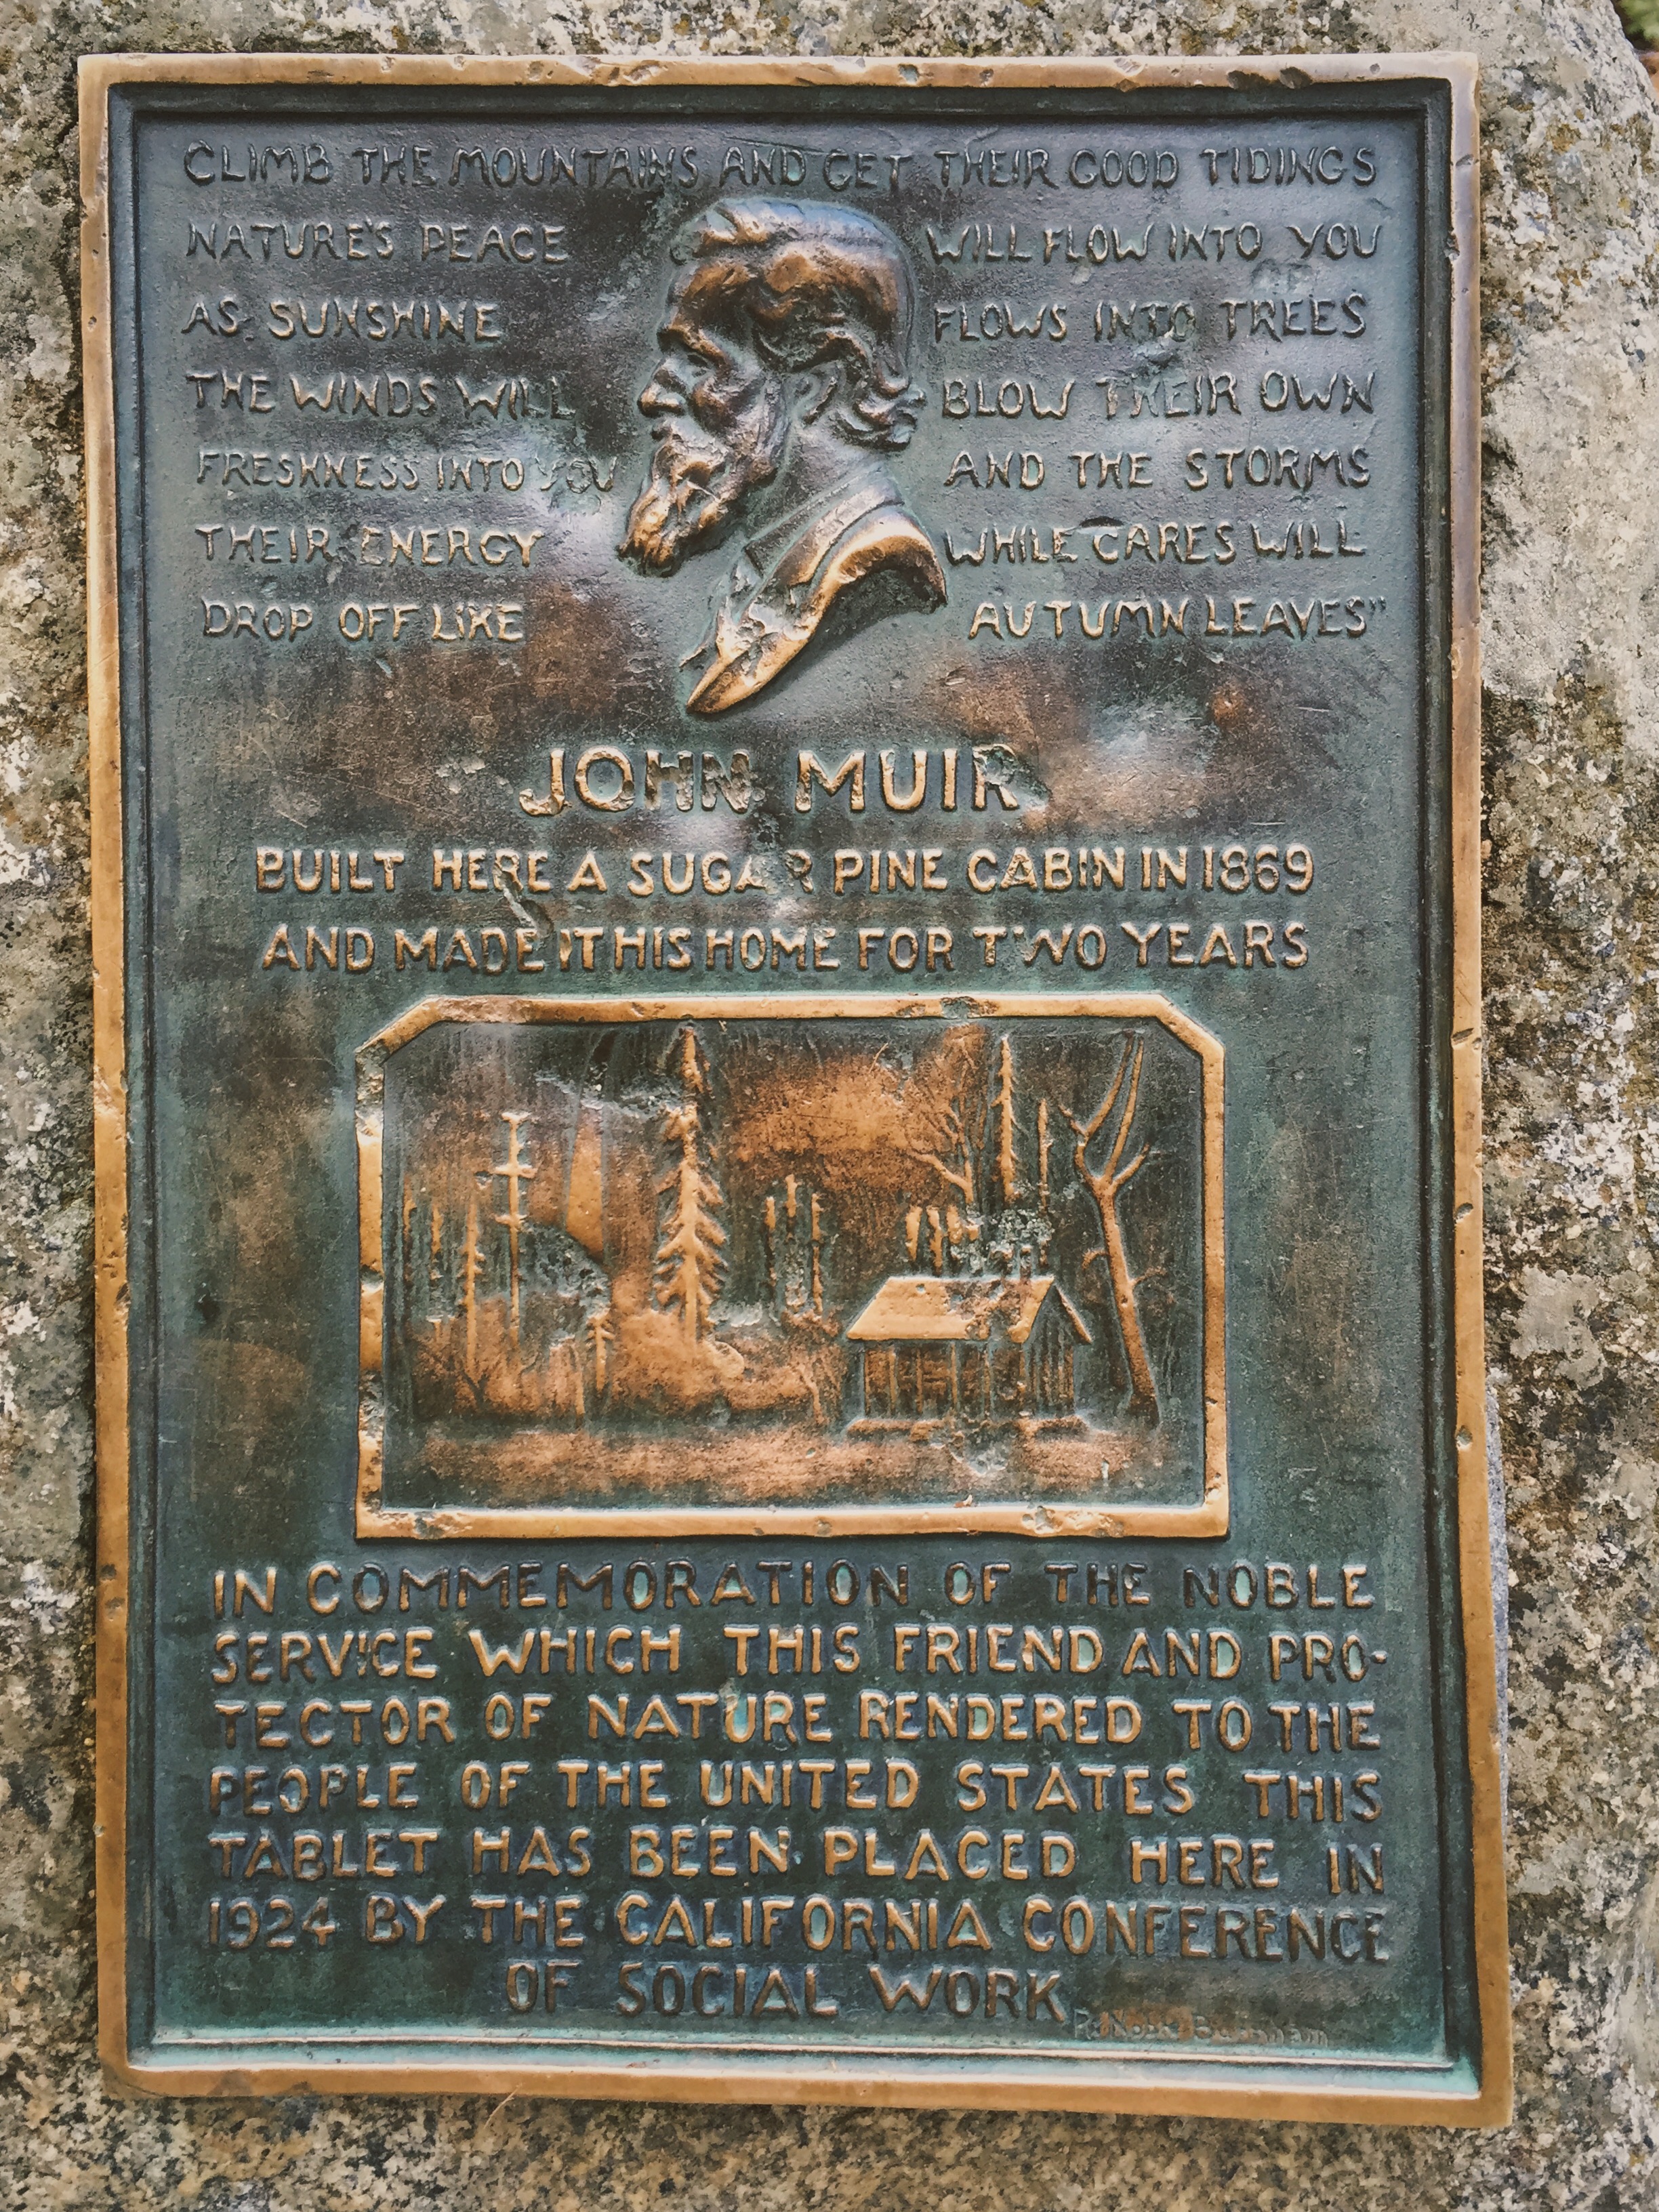 CLIMB THE MOUNTAINS AND GET THEIR GOOD TIDINGS
NATURE'S PEACE WILL FLOW INTO YOU
AS SUNSHINE FLOWS INTO TREES
THE WINDS WILL BLOW THEIR OWN
FRESHNESS INTO YOU AND THE STORMS
THEIR ENERGY WHILE CARES WILL
DROP OFF LIKE AUTUMN LEAVES"
JOHN MUIR
BUILT HERE A SUGAR PINE CABIN IN 1869
AND MADE IT HIS HOME FOR TWO YEARS
IN COMMEMORATION OF THE NOBLE
SERVICE WHICH THIS FRIEND AND PRO-
TECTOR OF NATURE RENDERED TO THE
PEOPLE OF THE UNITED STATES THIS
TABLET HAS BEEN PLACED HERE IN
1924 BY THE CALIFORNIA CONFERENCE
OF SOCIAL WORK